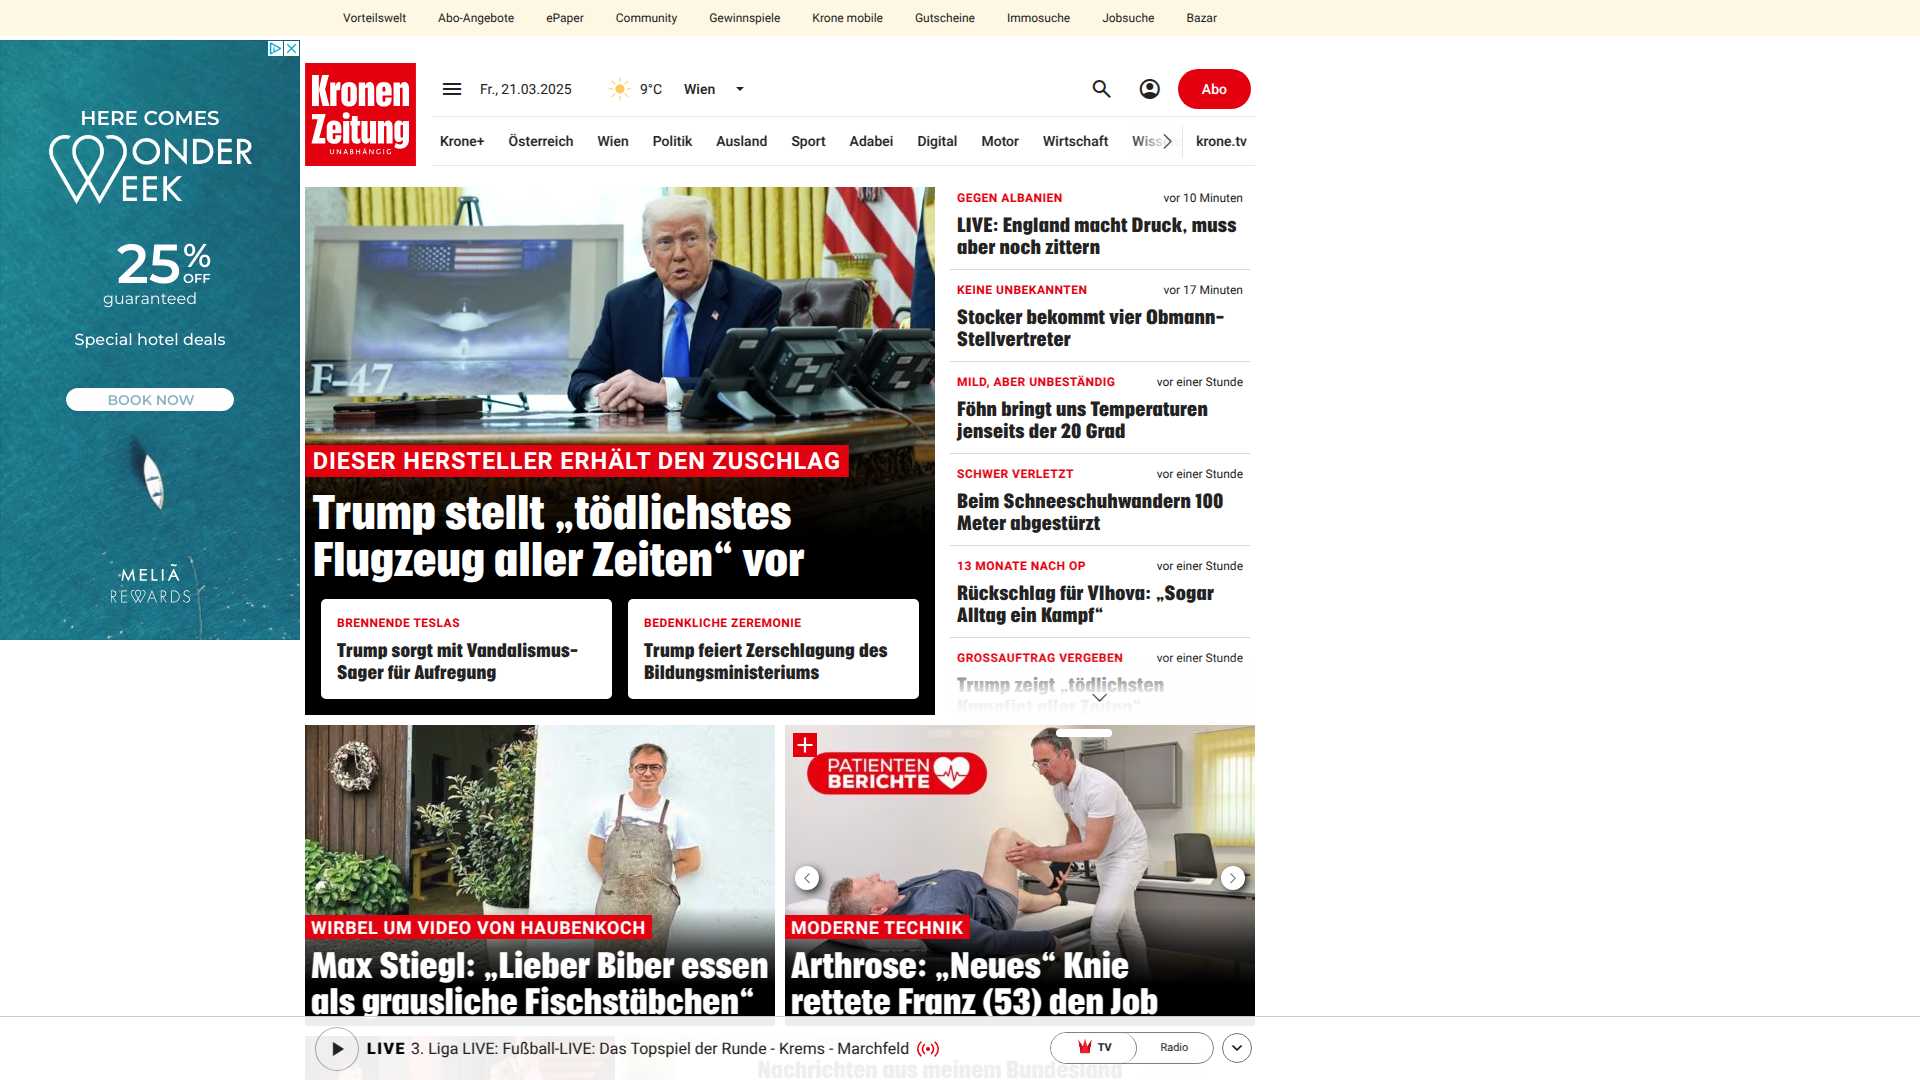 Vorteilswelt
Abo-Angebote
ePaper
Community
Gewinnspiele
Krone mobile
Gutscheine
Immosuche
Jobsuche
Bazar
HERE COMES
WONDER
WEEK
25% OFF
guaranteed
Special hotel deals
BOOK NOW
MELIÃ
REWARDS
Kronen
Zeitung
UNABHÄNGIG
Fr., 21.03.2025
9°C
Wien
Abo
Krone+
Österreich
Wien
Politik
Ausland
Sport
Adabei
Digital
Motor
Wirtschaft
Wiss
krone.tv
F-47
DIESER HERSTELLER ERHÄLT DEN ZUSCHLAG
Trump stellt „tödlichstes
Flugzeug aller Zeiten“ vor
BRENNENDE TESLAS
Trump sorgt mit Vandalismus-
Sager für Aufregung
BEDENKLICHE ZEREMONIE
Trump feiert Zerschlagung des
Bildungsministeriums
GEGEN ALBANIEN
vor 10 Minuten
LIVE: England macht Druck, muss
aber noch zittern
KEINE UNBEKANNTEN
vor 17 Minuten
Stocker bekommt vier Obmann-
Stellvertreter
MILD, ABER UNBESTÄNDIG
vor einer Stunde
Föhn bringt uns Temperaturen
jenseits der 20 Grad
SCHWER VERLETZT
vor einer Stunde
Beim Schneeschuhwandern 100
Meter abgestürzt
13 MONATE NACH OP
vor einer Stunde
Rückschlag für Vlhova: „Sogar
Alltag ein Kampf“
GROSSAUFTRAG VERGEBEN
vor einer Stunde
Trump zeigt „tödlichsten
Kampfjet aller Zeiten“
WIRBEL UM VIDEO VON HAUBENKOCH
Max Stiegl: „Lieber Biber essen
als grausliche Fischstäbchen“
PATIENTEN
BERICHTE
MODERNE TECHNIK
Arthrose: „Neues“ Knie
rettete Franz (53) den Job
LIVE 3. Liga LIVE: Fußball-LIVE: Das Topspiel der Runde - Krems - Marchfeld
TV
Radio
Nachrichten aus meinem Bundesland